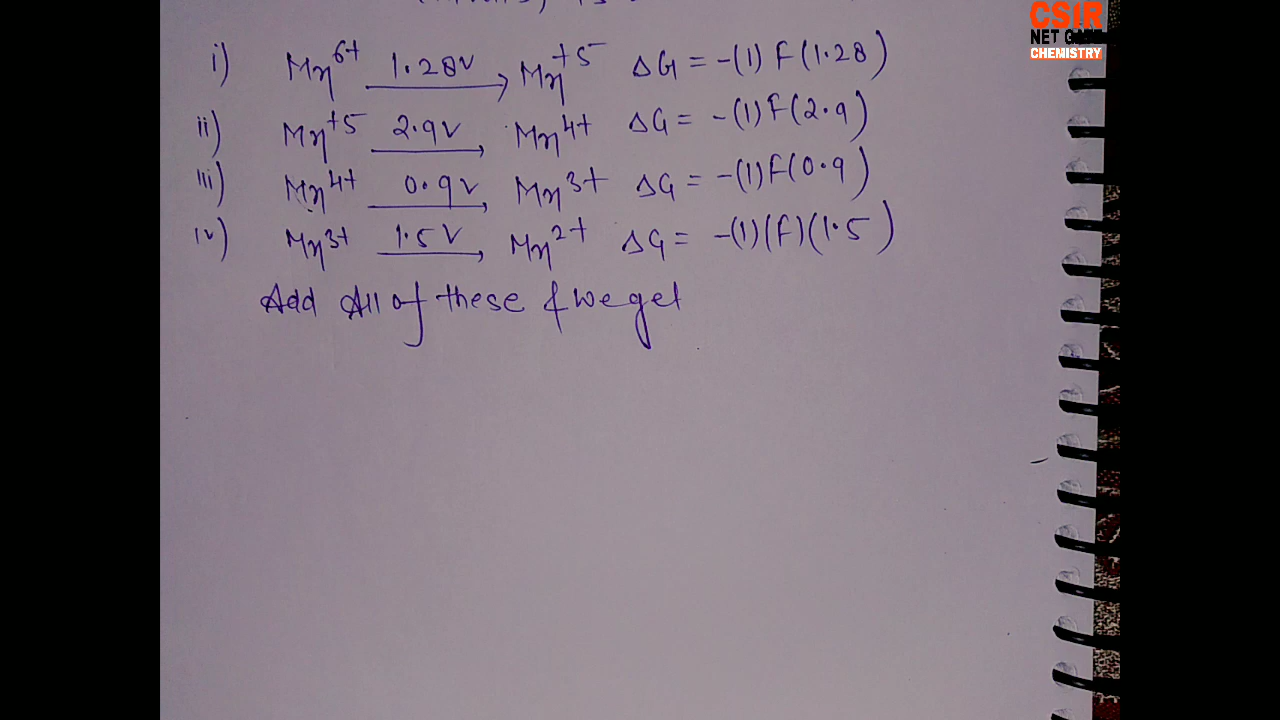 CSIR
NET GATE
CHEMISTRY
i) Mn⁶⁺ 1.28V → Mn⁺⁵ ΔG = -(1) F (1.28)
ii) Mn⁺⁵ 2.9V → Mn⁴⁺ ΔG = -(1) F(2.9)
iii) Mn⁴⁺ 0.9V → Mn³⁺ ΔG = -(1)F(0.9)
iv) Mn³⁺ 1.5V → Mn²⁺ ΔG = -(1)(F)(1.5)
Add All of these & we get